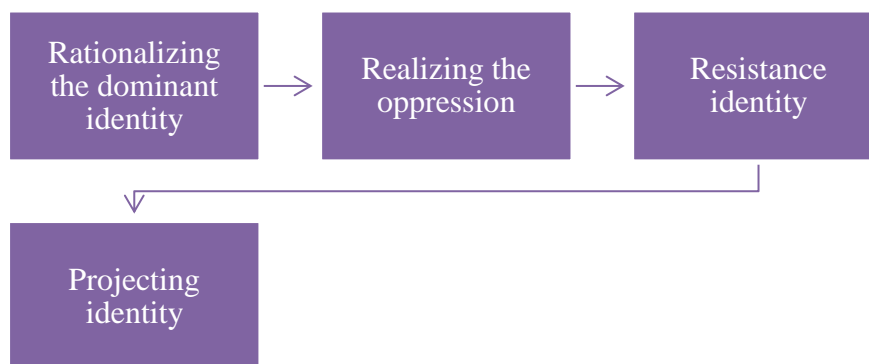 Rationalizing
the dominant
identity
Realizing the
oppression
Resistance
identity
Projecting
identity